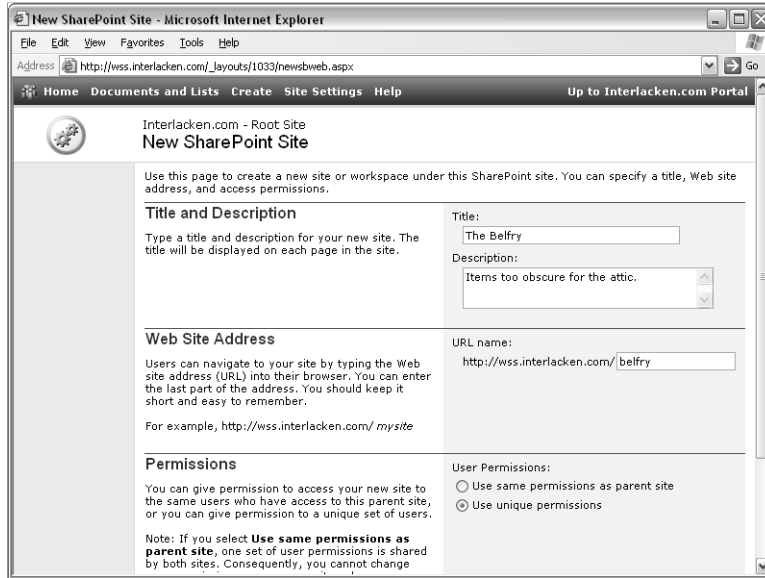 New SharePoint Site - Microsoft Internet Explorer
File Edit View Favorites Tools Help
Address http://wss.interlacken.com/_layouts/1033/newsbweb.aspx Go
Home Documents and Lists Create Site Settings Help Up to Interlacken.com Portal
Interlacken.com - Root Site
New SharePoint Site
Use this page to create a new site or workspace under this SharePoint site. You can specify a title, Web site
address, and access permissions.
Title and Description
Type a title and description for your new site. The
title will be displayed on each page in the site.
Title:
The Belfry
Description:
Items too obscure for the attic.
Web Site Address
Users can navigate to your site by typing the Web
site address (URL) into their browser. You can enter
the last part of the address. You should keep it
short and easy to remember.
For example, http://wss.interlacken.com/ mysite
URL name:
http://wss.interlacken.com/ belfry
Permissions
You can give permission to access your new site to
the same users who have access to this parent site,
or you can give permission to a unique set of users.
Note: If you select Use same permissions as
parent site, one set of user permissions is shared
by both sites. Consequently, you cannot change
User Permissions:
Use same permissions as parent site
Use unique permissions